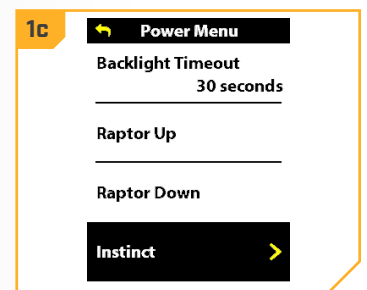 1c
Power Menu
Backlight Timeout
30 seconds
Raptor Up
Raptor Down
Instinct